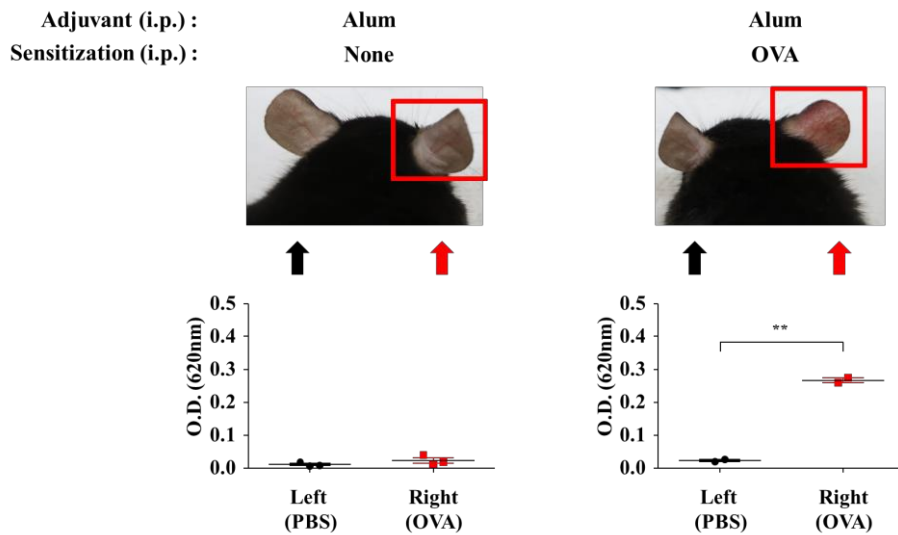 Adjuvant (i.p.) : Alum Alum
Sensitization (i.p.) : None OVA
O.D. (620nm)
0.5
0.4
0.3
0.2
0.1
0.0
Left Right
(PBS) (OVA)
O.D. (620nm)
0.5
0.4
0.3
0.2
0.1
0.0
**
Left Right
(PBS) (OVA)